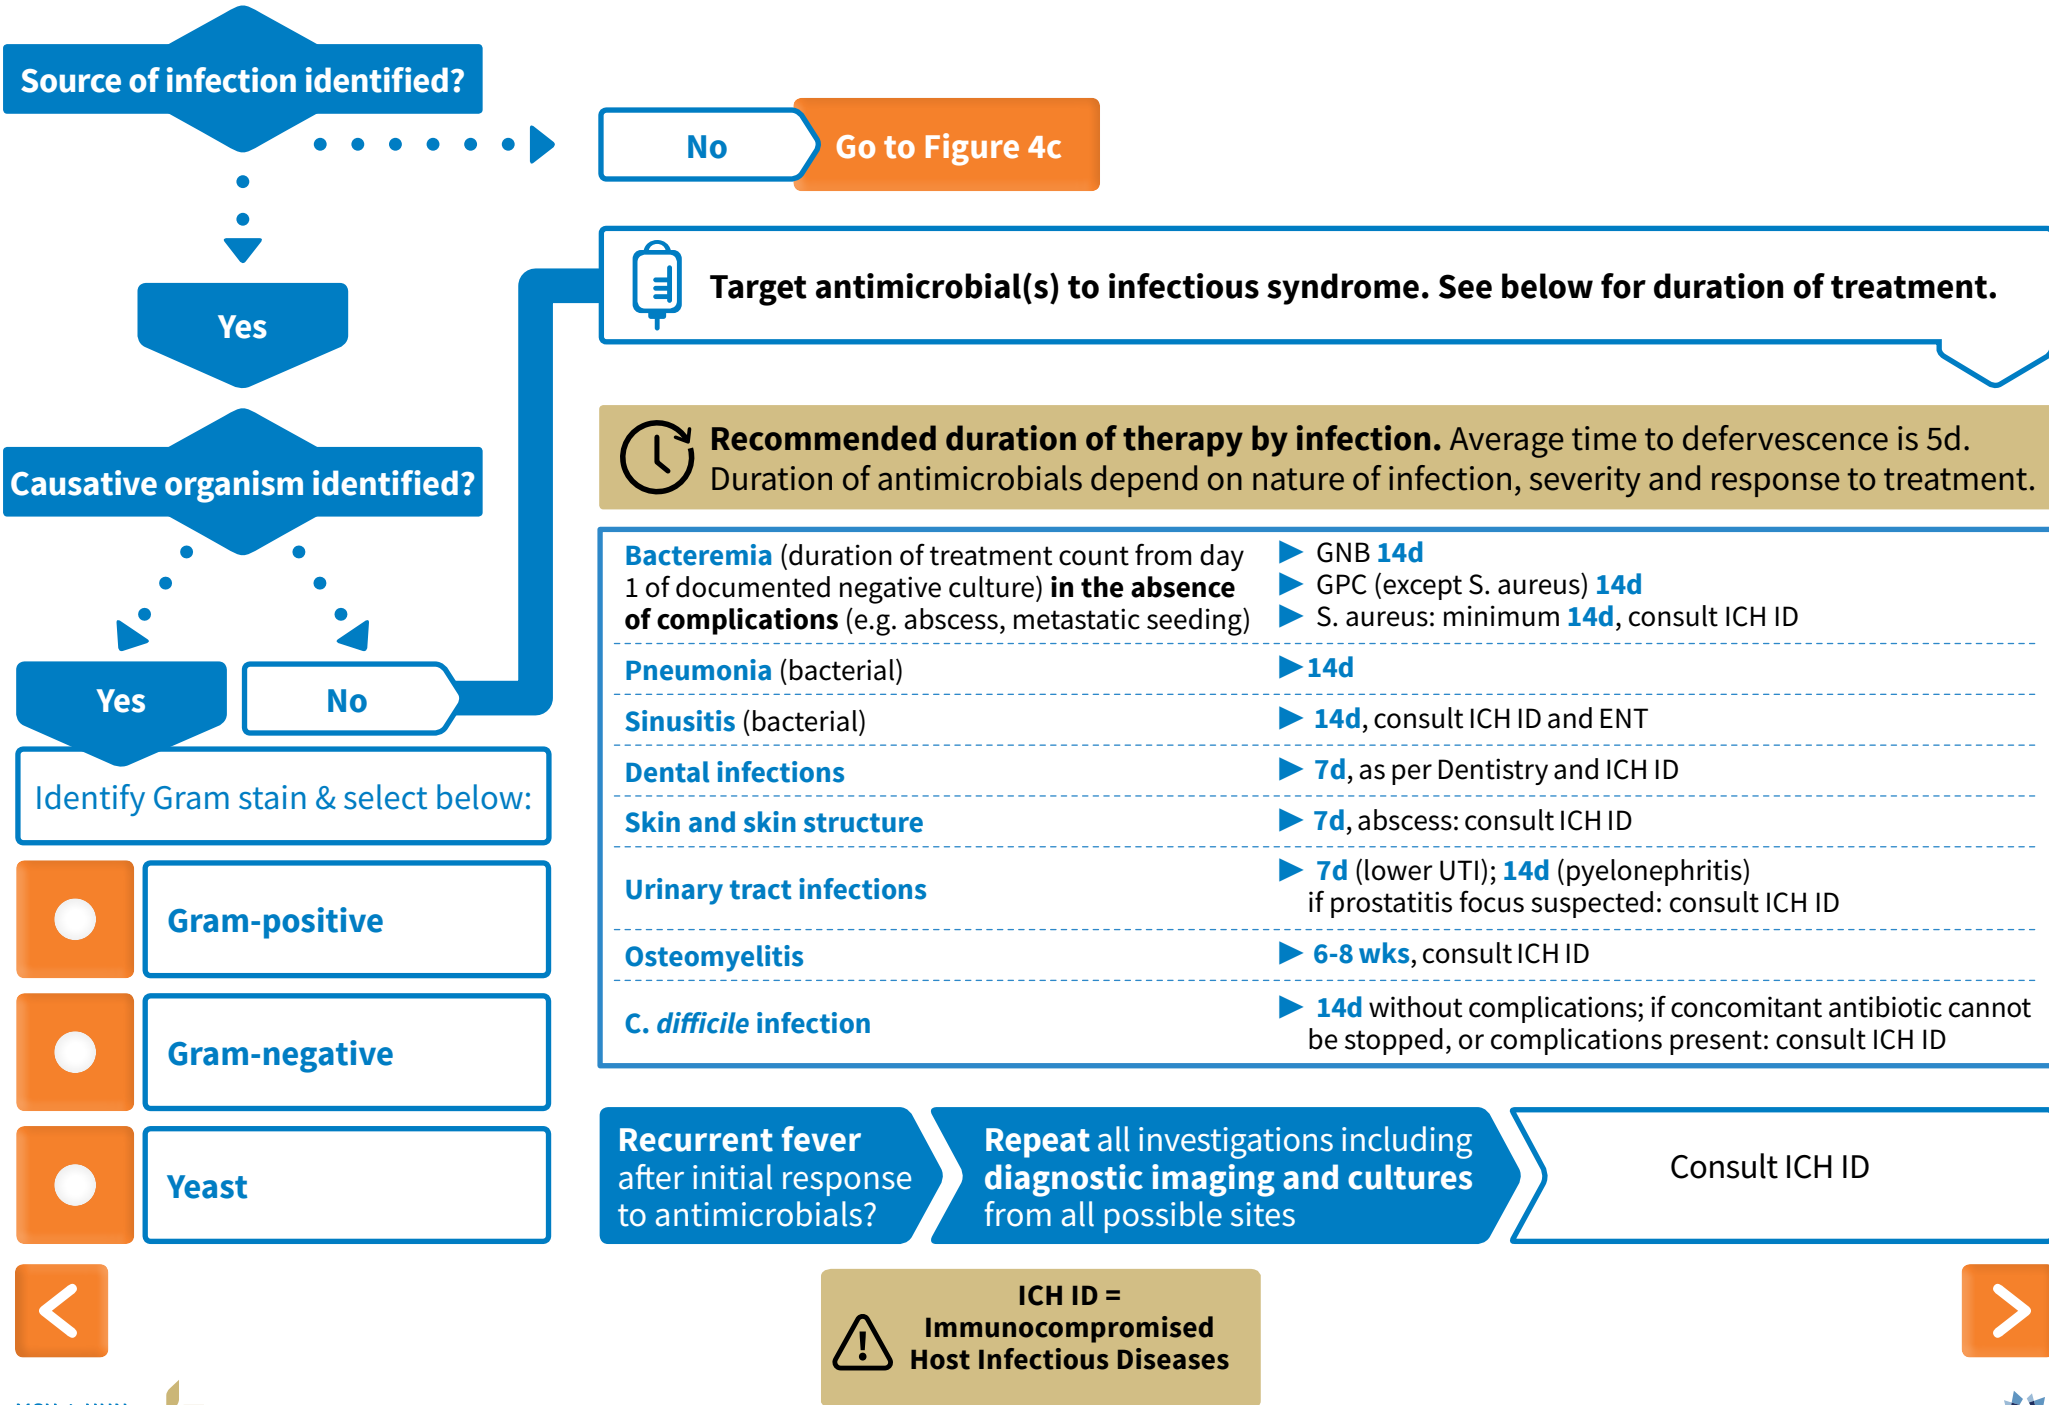 Source of infection identified?
No
Go to Figure 4c
Yes
Target antimicrobial(s) to infectious syndrome. See below for duration of treatment.
Causative organism identified?
Recommended duration of therapy by infection. Average time to defervescence is 5d.
Duration of antimicrobials depend on nature of infection, severity and response to treatment.
Yes
No
Identify Gram stain & select below:
Gram-positive
Gram-negative
Yeast
Bacteremia (duration of treatment count from day
1 of documented negative culture) in the absence
of complications (e.g. abscess, metastatic seeding)
GNB 14d
GPC (except S. aureus) 14d
S. aureus: minimum 14d, consult ICH ID
Pneumonia (bacterial)
14d
Sinusitis (bacterial)
14d, consult ICH ID and ENT
Dental infections
7d, as per Dentistry and ICH ID
Skin and skin structure
7d, abscess: consult ICH ID
Urinary tract infections
7d (lower UTI); 14d (pyelonephritis)
if prostatitis focus suspected: consult ICH ID
Osteomyelitis
6-8 wks, consult ICH ID
C. difficile infection
14d without complications; if concomitant antibiotic cannot
be stopped, or complications present: consult ICH ID
Recurrent fever
after initial response
to antimicrobials?
Repeat all investigations including
diagnostic imaging and cultures
from all possible sites
Consult ICH ID
ICH ID =
Immunocompromised
Host Infectious Diseases